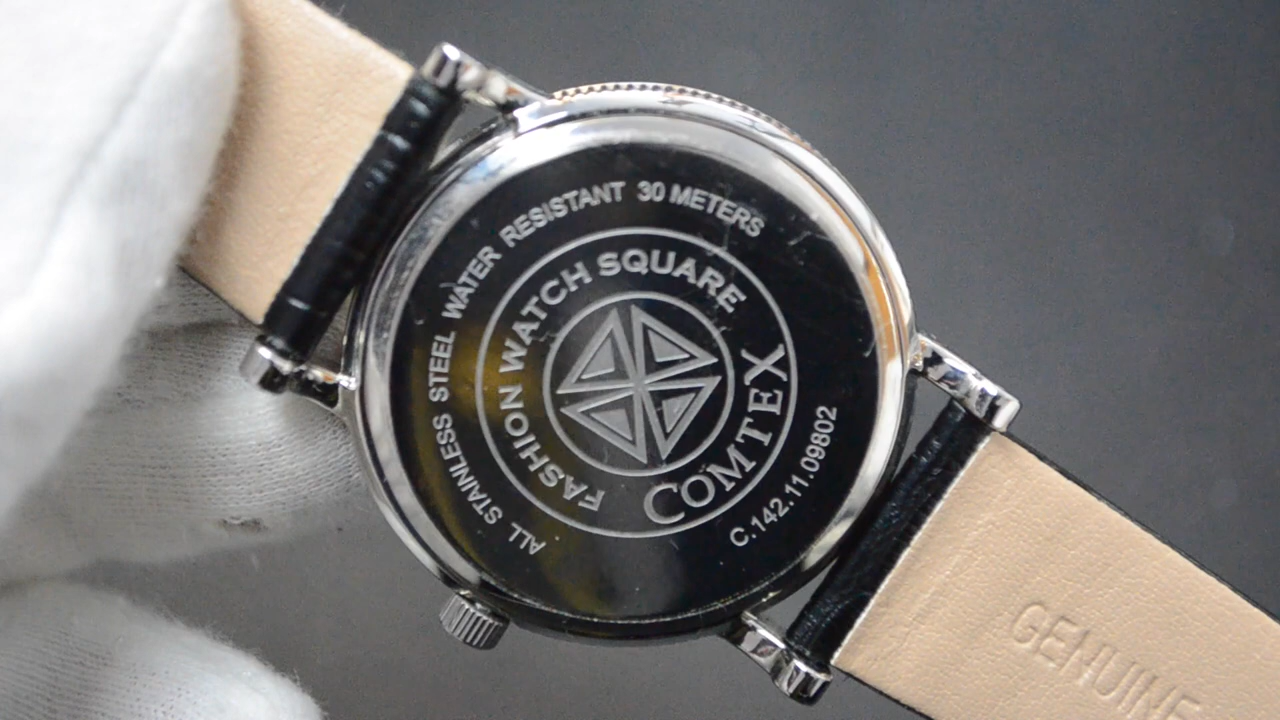 ALL STAINLESS STEEL WATER RESISTANT 30 METERS
FASHION WATCH SQUARE
COMTEX
C.142.11.09802
GENUINE